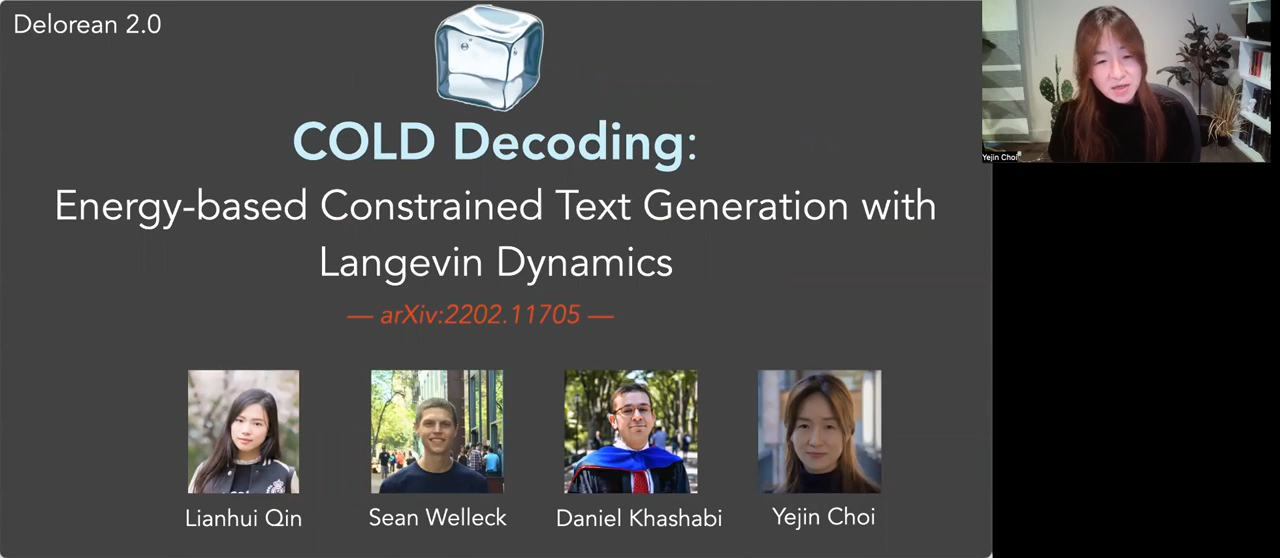 Delorean 2.0
COLD Decoding:
Energy-based Constrained Text Generation with
Langevin Dynamics
— arXiv:2202.11705 —
Lianhui Qin
Sean Welleck
Daniel Khashabi
Yejin Choi
Yejin Choi